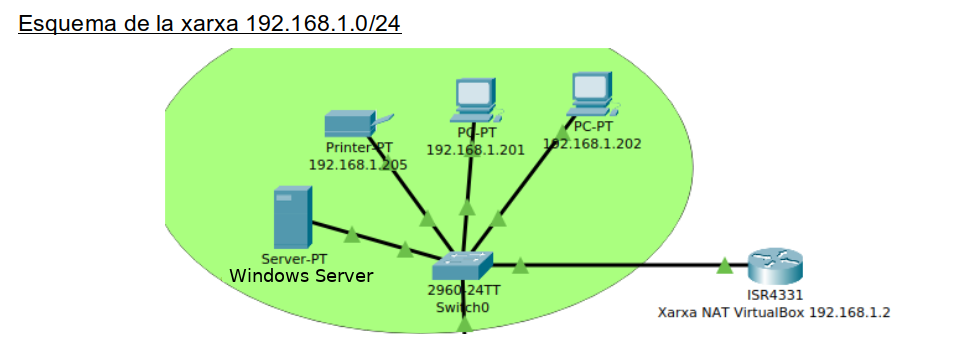 Esquema de la xarxa 192.168.1.0/24
PC-PT
192.168.1.202
PC-PT
192.168.1.201
Printer-PT
192.168.1.205
Server-PT
Windows Server
2960-24TT
Switch0
ISR4331
Xarxa NAT VirtualBox 192.168.1.2